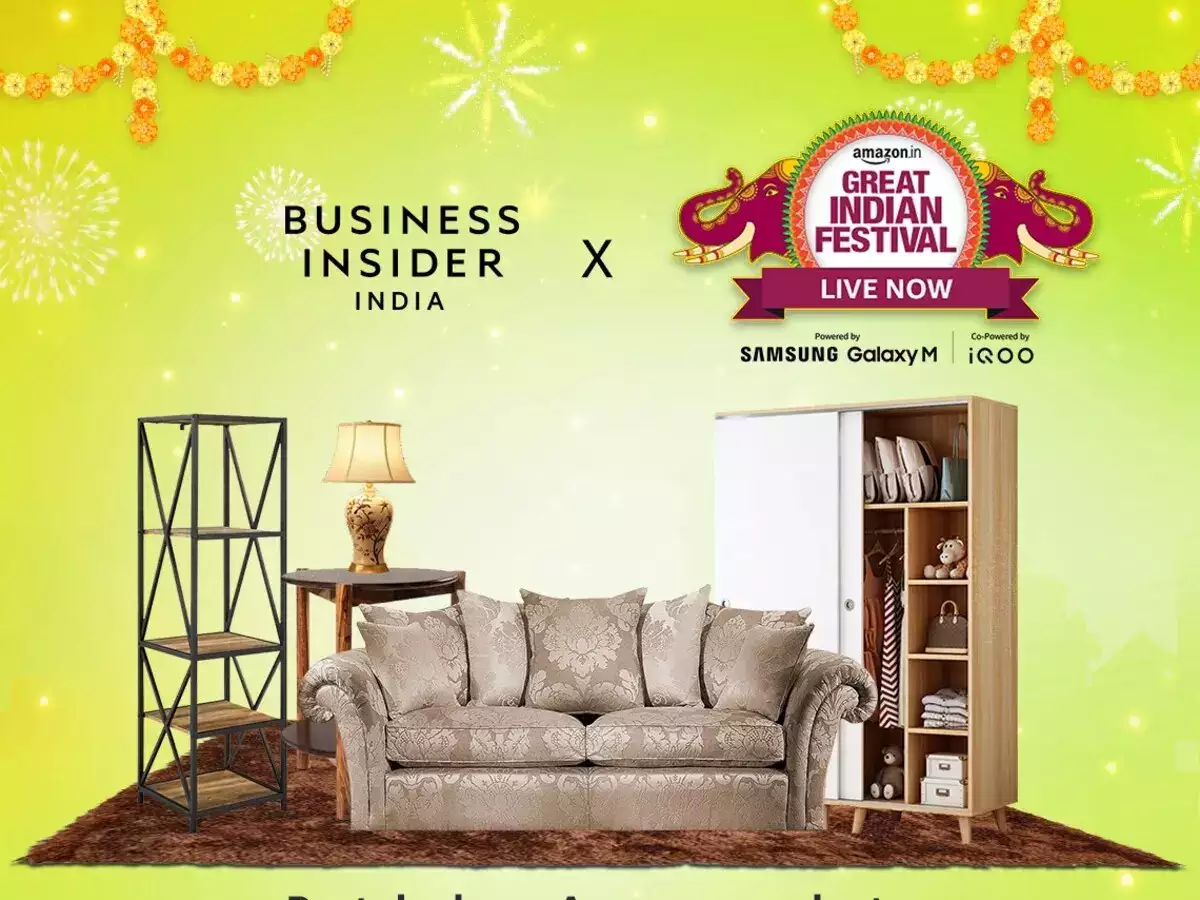 BUSINESS
INSIDER
INDIA
X
amazon.in
GREAT
INDIAN
FESTIVAL
LIVE NOW
Powered by
SAMSUNG Galaxy M
Co-Powered by
iQOO